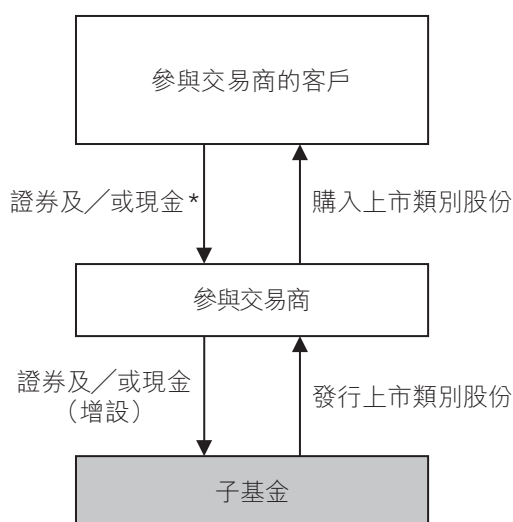 參與交易商的客戶
證券及／或現金*
購入上市類別股份
參與交易商
證券及／或現金
（增設）
發行上市類別股份
子基金